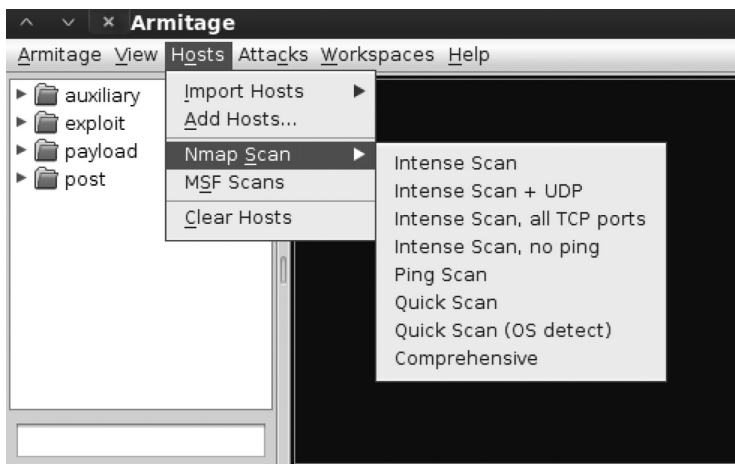 Armitage
Armitage View Hosts Attacks Workspaces Help
auxiliary
exploit
payload
post
Import Hosts
Add Hosts...
Nmap Scan
MSF Scans
Clear Hosts
Intense Scan
Intense Scan + UDP
Intense Scan, all TCP ports
Intense Scan, no ping
Ping Scan
Quick Scan
Quick Scan (OS detect)
Comprehensive